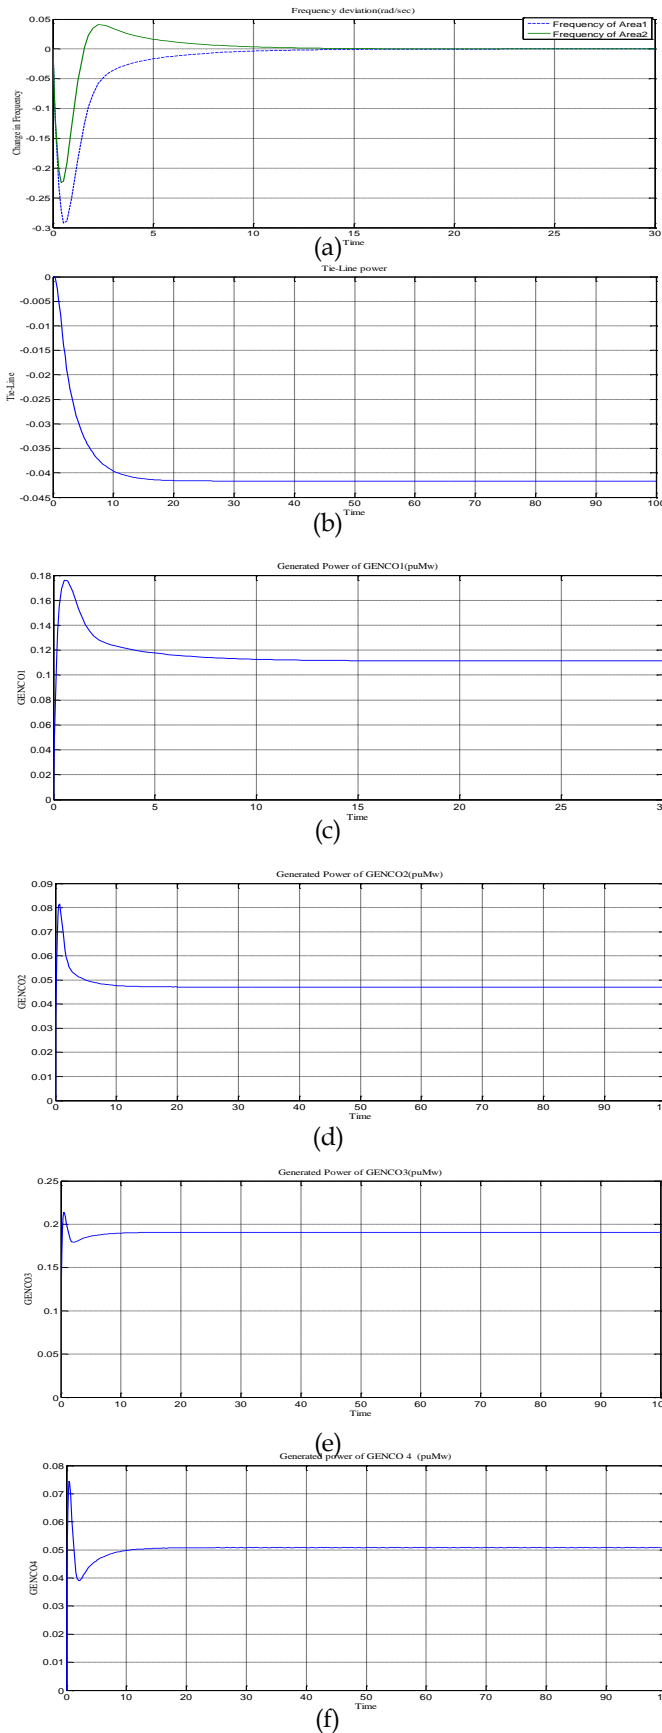 Frequency deviation(rad/sec)
Frequency of Area1
Frequency of Area2
Change in Frequency
0.05
0
-0.05
-0.1
-0.15
-0.2
-0.25
-0.3
0 5 10 15 20 25 30
Time
(a)
Tie-Line power
Tie-Line
0
-0.005
-0.01
-0.015
-0.02
-0.025
-0.03
-0.035
-0.04
-0.045
0 10 20 30 40 50 60 70 80 90 100
Time
(b)
Generated Power of GENCO1(puMw)
GENCO1
0.18
0.16
0.14
0.12
0.1
0.08
0.06
0.04
0.02
0
0 5 10 15 20 25 30
Time
(c)
Generated Power of GENCO2(puMw)
GENCO2
0.09
0.08
0.07
0.06
0.05
0.04
0.03
0.02
0.01
0
0 10 20 30 40 50 60 70 80 90 10
Time
(d)
Generated Power of GENCO3(puMw)
GENCO3
0.25
0.2
0.15
0.1
0.05
0
0 10 20 30 40 50 60 70 80 90 10
Time
(e)
Generated power of GENCO 4 (puMw)
GENCO4
0.08
0.07
0.06
0.05
0.04
0.03
0.02
0.01
0
0 10 20 30 40 50 60 70 80 90 10
Time
(f)